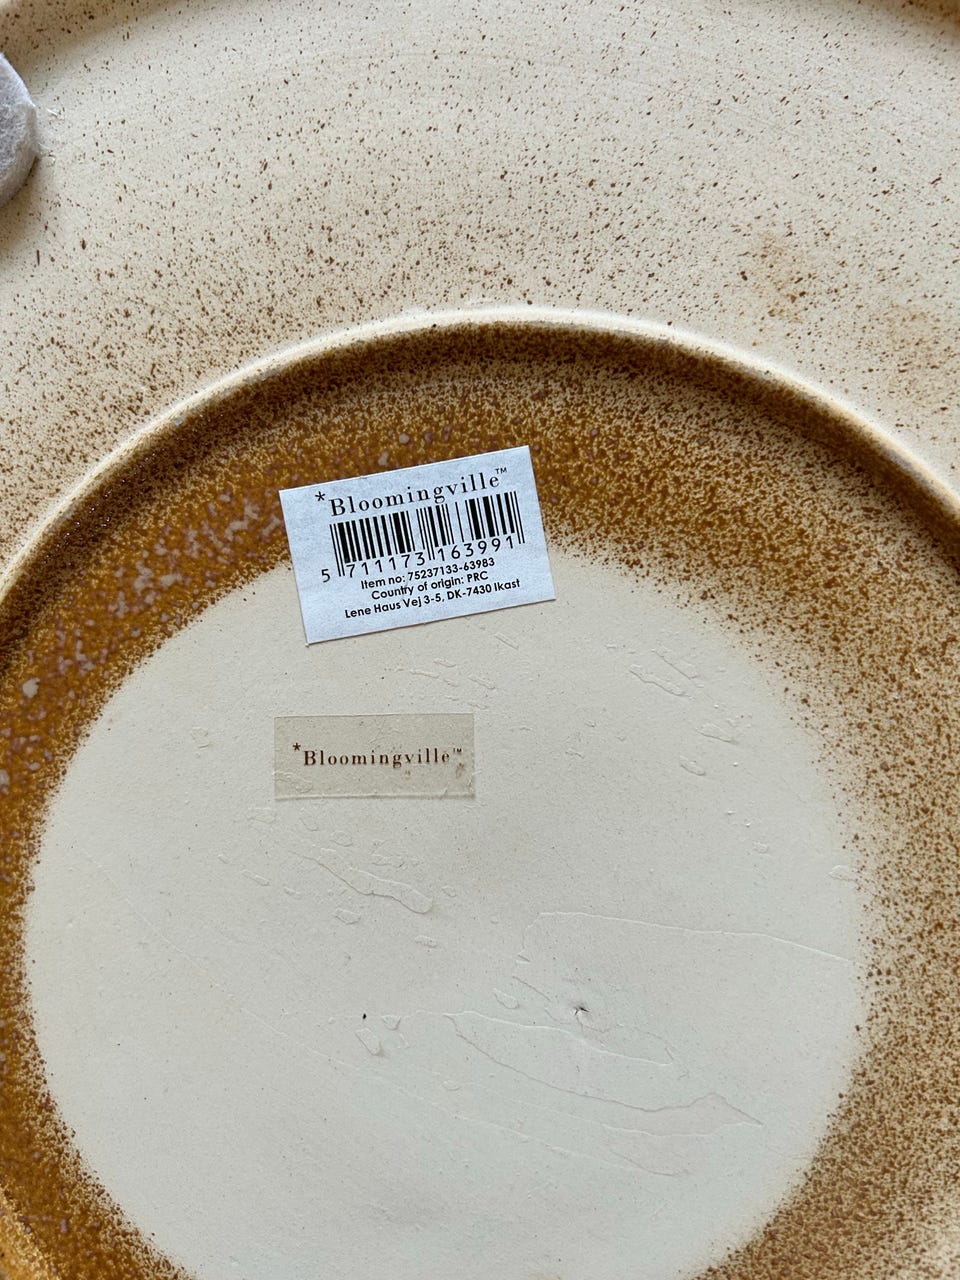 *Bloomingville™
5 711173 163991
Item no: 75237133-63983
Country of origin: PRC
Lene Haus Vej 3-5, DK-7430 Ikast
*Bloomingville™